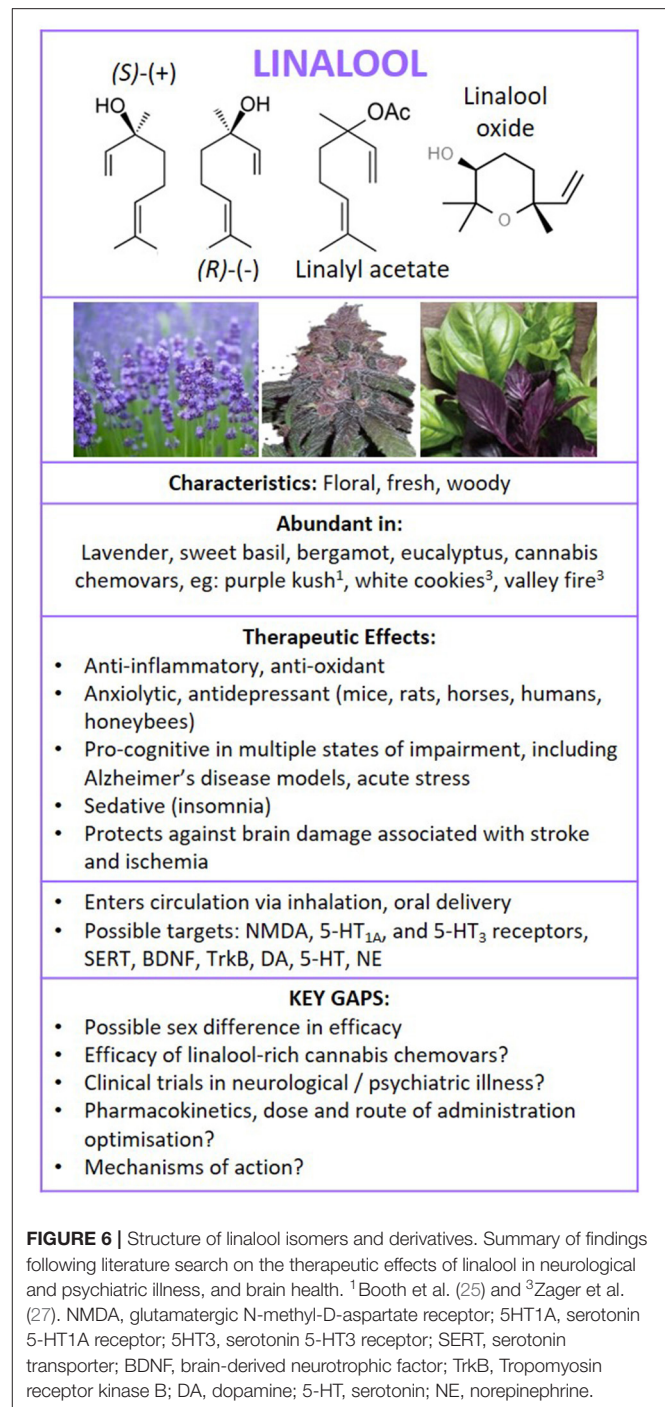 LINALOOL
(S)-(+)
HO
OH
(R)-(-)
OAc
Linalyl acetate
Linalool
oxide
HO
O
Characteristics: Floral, fresh, woody
Abundant in:
Lavender, sweet basil, bergamot, eucalyptus, cannabis
chemovars, eg: purple kush¹, white cookies³, valley fire³
Therapeutic Effects:
• Anti-inflammatory, anti-oxidant
• Anxiolytic, antidepressant (mice, rats, horses, humans,
honeybees)
• Pro-cognitive in multiple states of impairment, including
Alzheimer's disease models, acute stress
• Sedative (insomnia)
• Protects against brain damage associated with stroke
and ischemia
• Enters circulation via inhalation, oral delivery
• Possible targets: NMDA, 5-HT1A, and 5-HT3 receptors,
SERT, BDNF, TrkB, DA, 5-HT, NE
KEY GAPS:
• Possible sex difference in efficacy
• Efficacy of linalool-rich cannabis chemovars?
• Clinical trials in neurological / psychiatric illness?
• Pharmacokinetics, dose and route of administration
optimisation?
• Mechanisms of action?
FIGURE 6 | Structure of linalool isomers and derivatives. Summary of findings
following literature search on the therapeutic effects of linalool in neurological
and psychiatric illness, and brain health. ¹Booth et al. (25) and ³Zager et al.
(27). NMDA, glutamatergic N-methyl-D-aspartate receptor; 5HT1A, serotonin
5-HT1A receptor; 5HT3, serotonin 5-HT3 receptor; SERT, serotonin
transporter; BDNF, brain-derived neurotrophic factor; TrkB, Tropomyosin
receptor kinase B; DA, dopamine; 5-HT, serotonin; NE, norepinephrine.